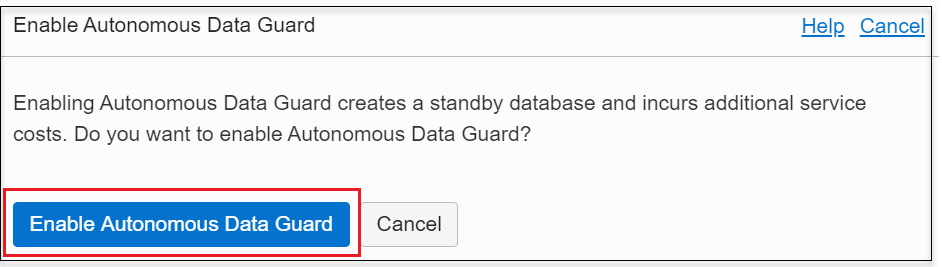 Enable Autonomous Data Guard
Help Cancel
Enabling Autonomous Data Guard creates a standby database and incurs additional service
costs. Do you want to enable Autonomous Data Guard?
Enable Autonomous Data Guard
Cancel